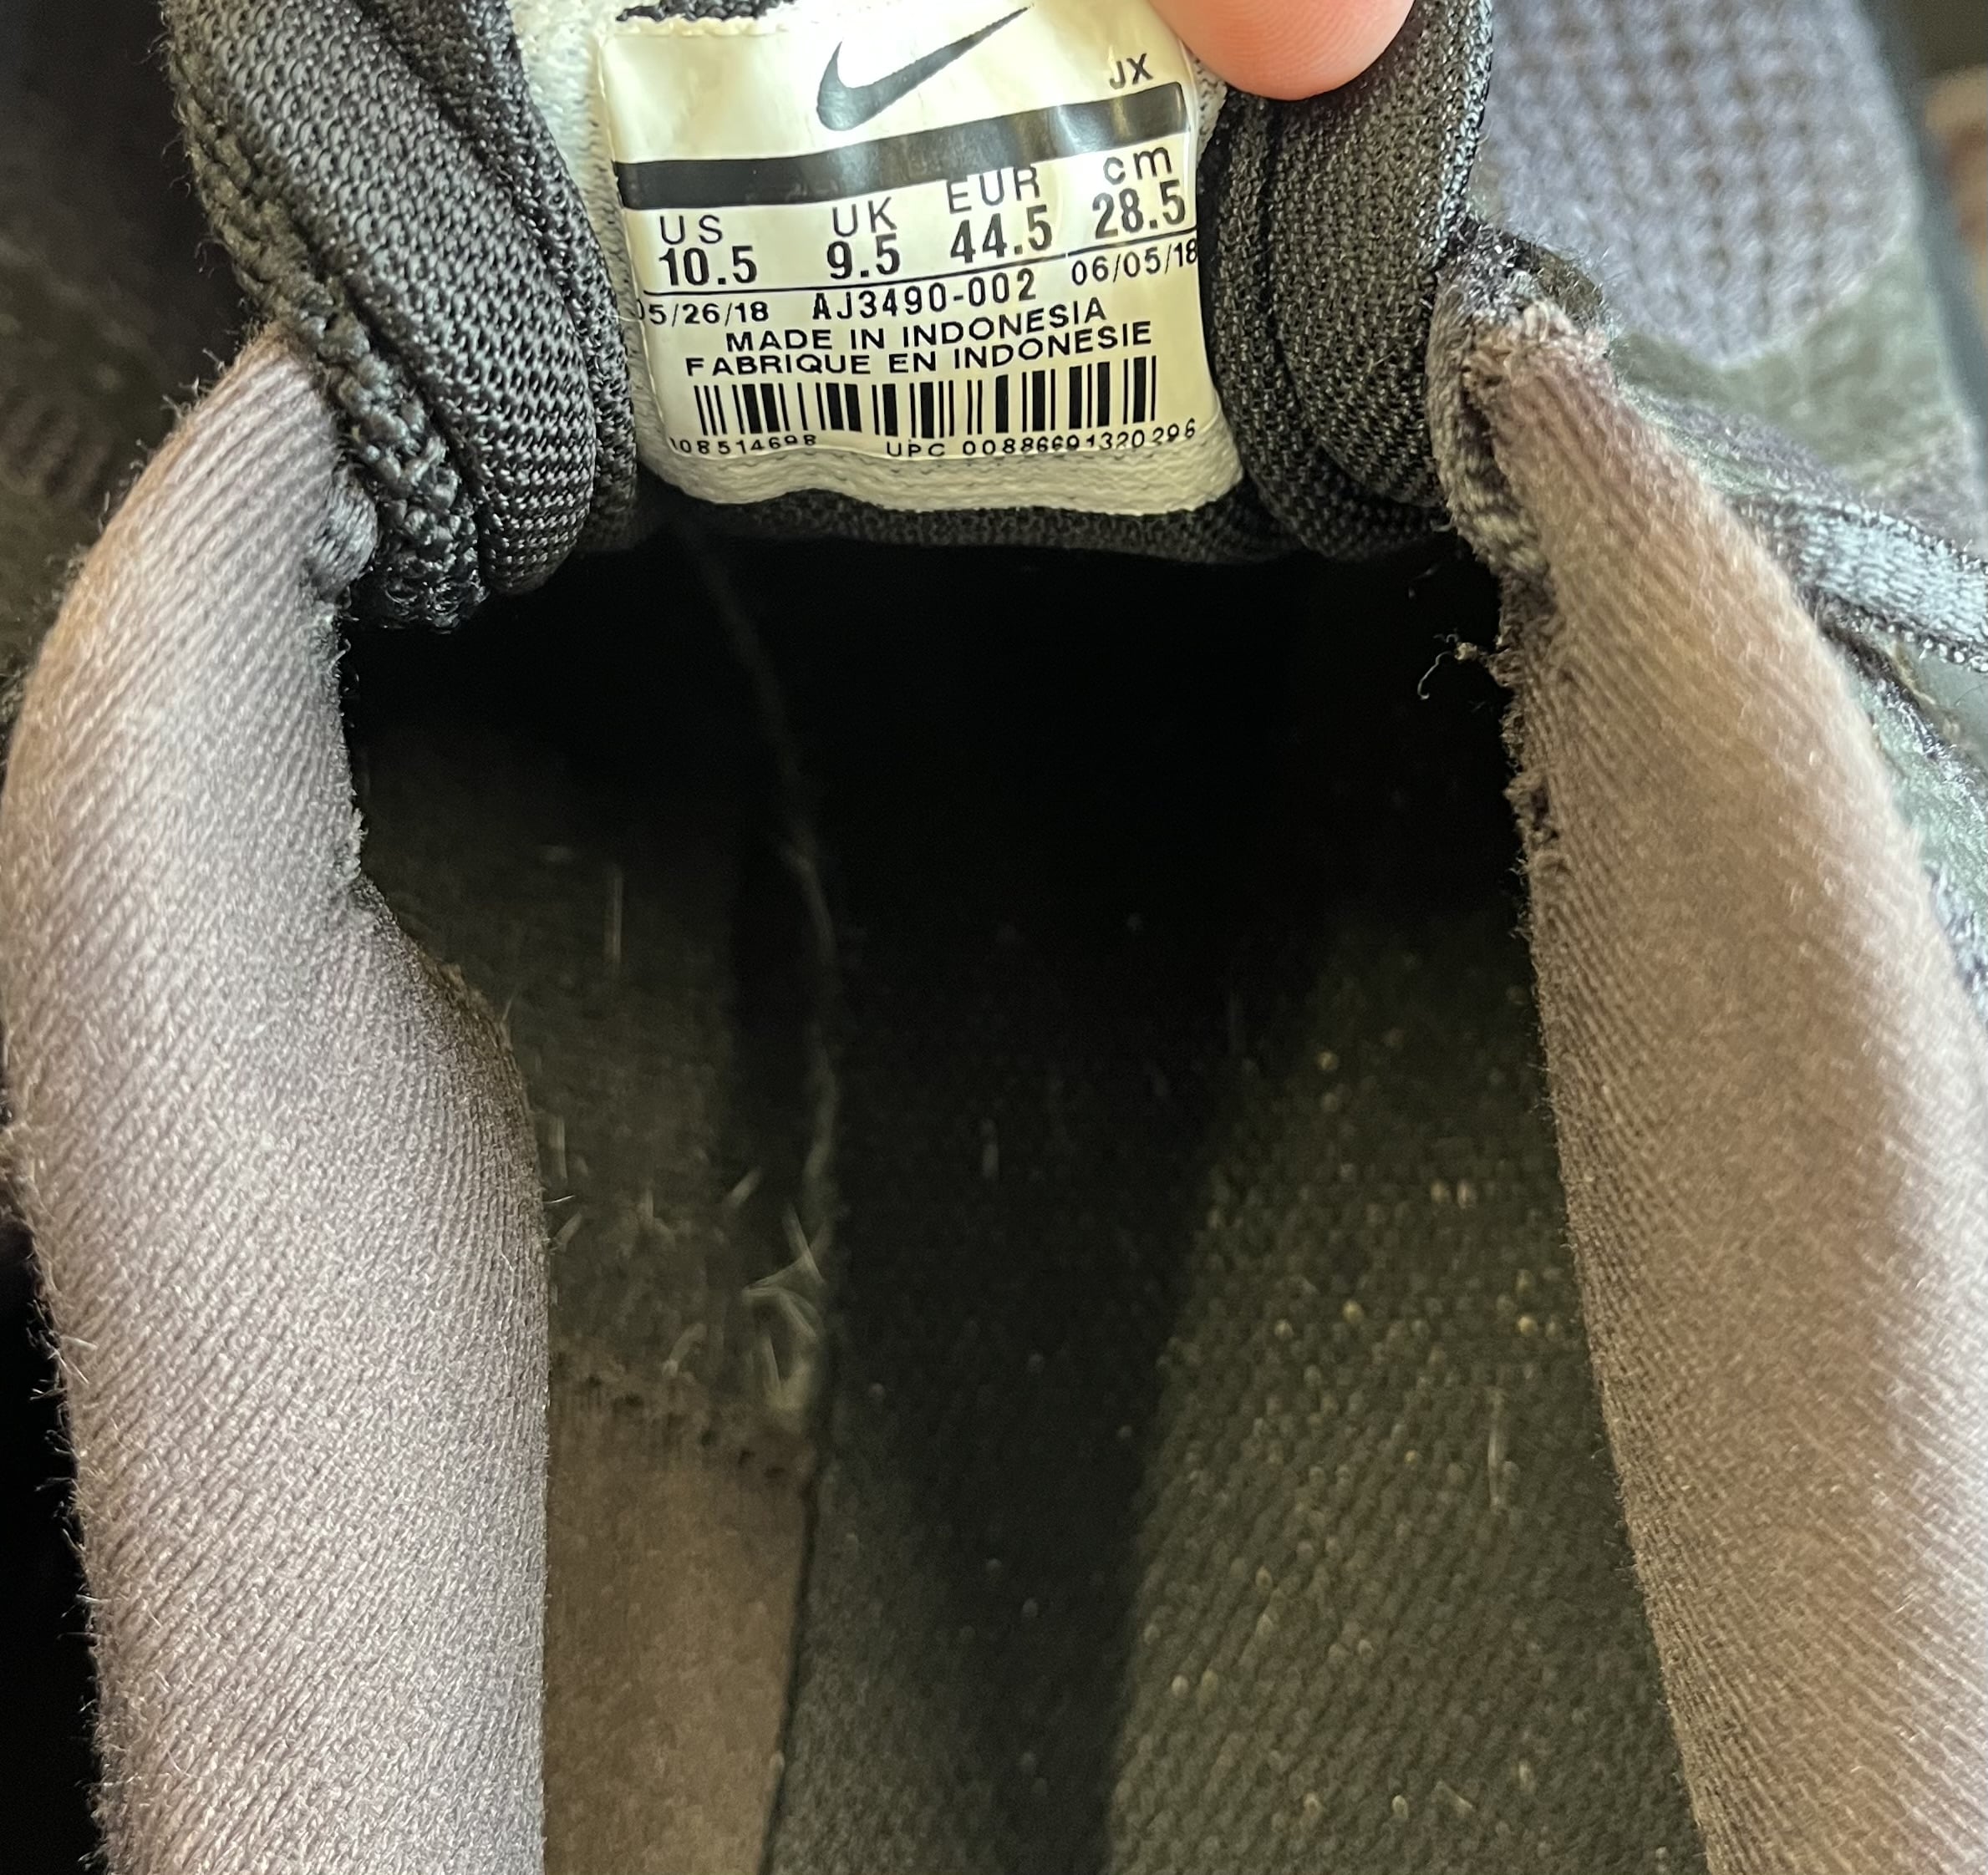 JX
US UK EUR cm
10.5 9.5 44.5 28.5
05/26/18 AJ3490-002 06/05/18
MADE IN INDONESIA
FABRIQUE EN INDONESIE
UPC 00886691320296